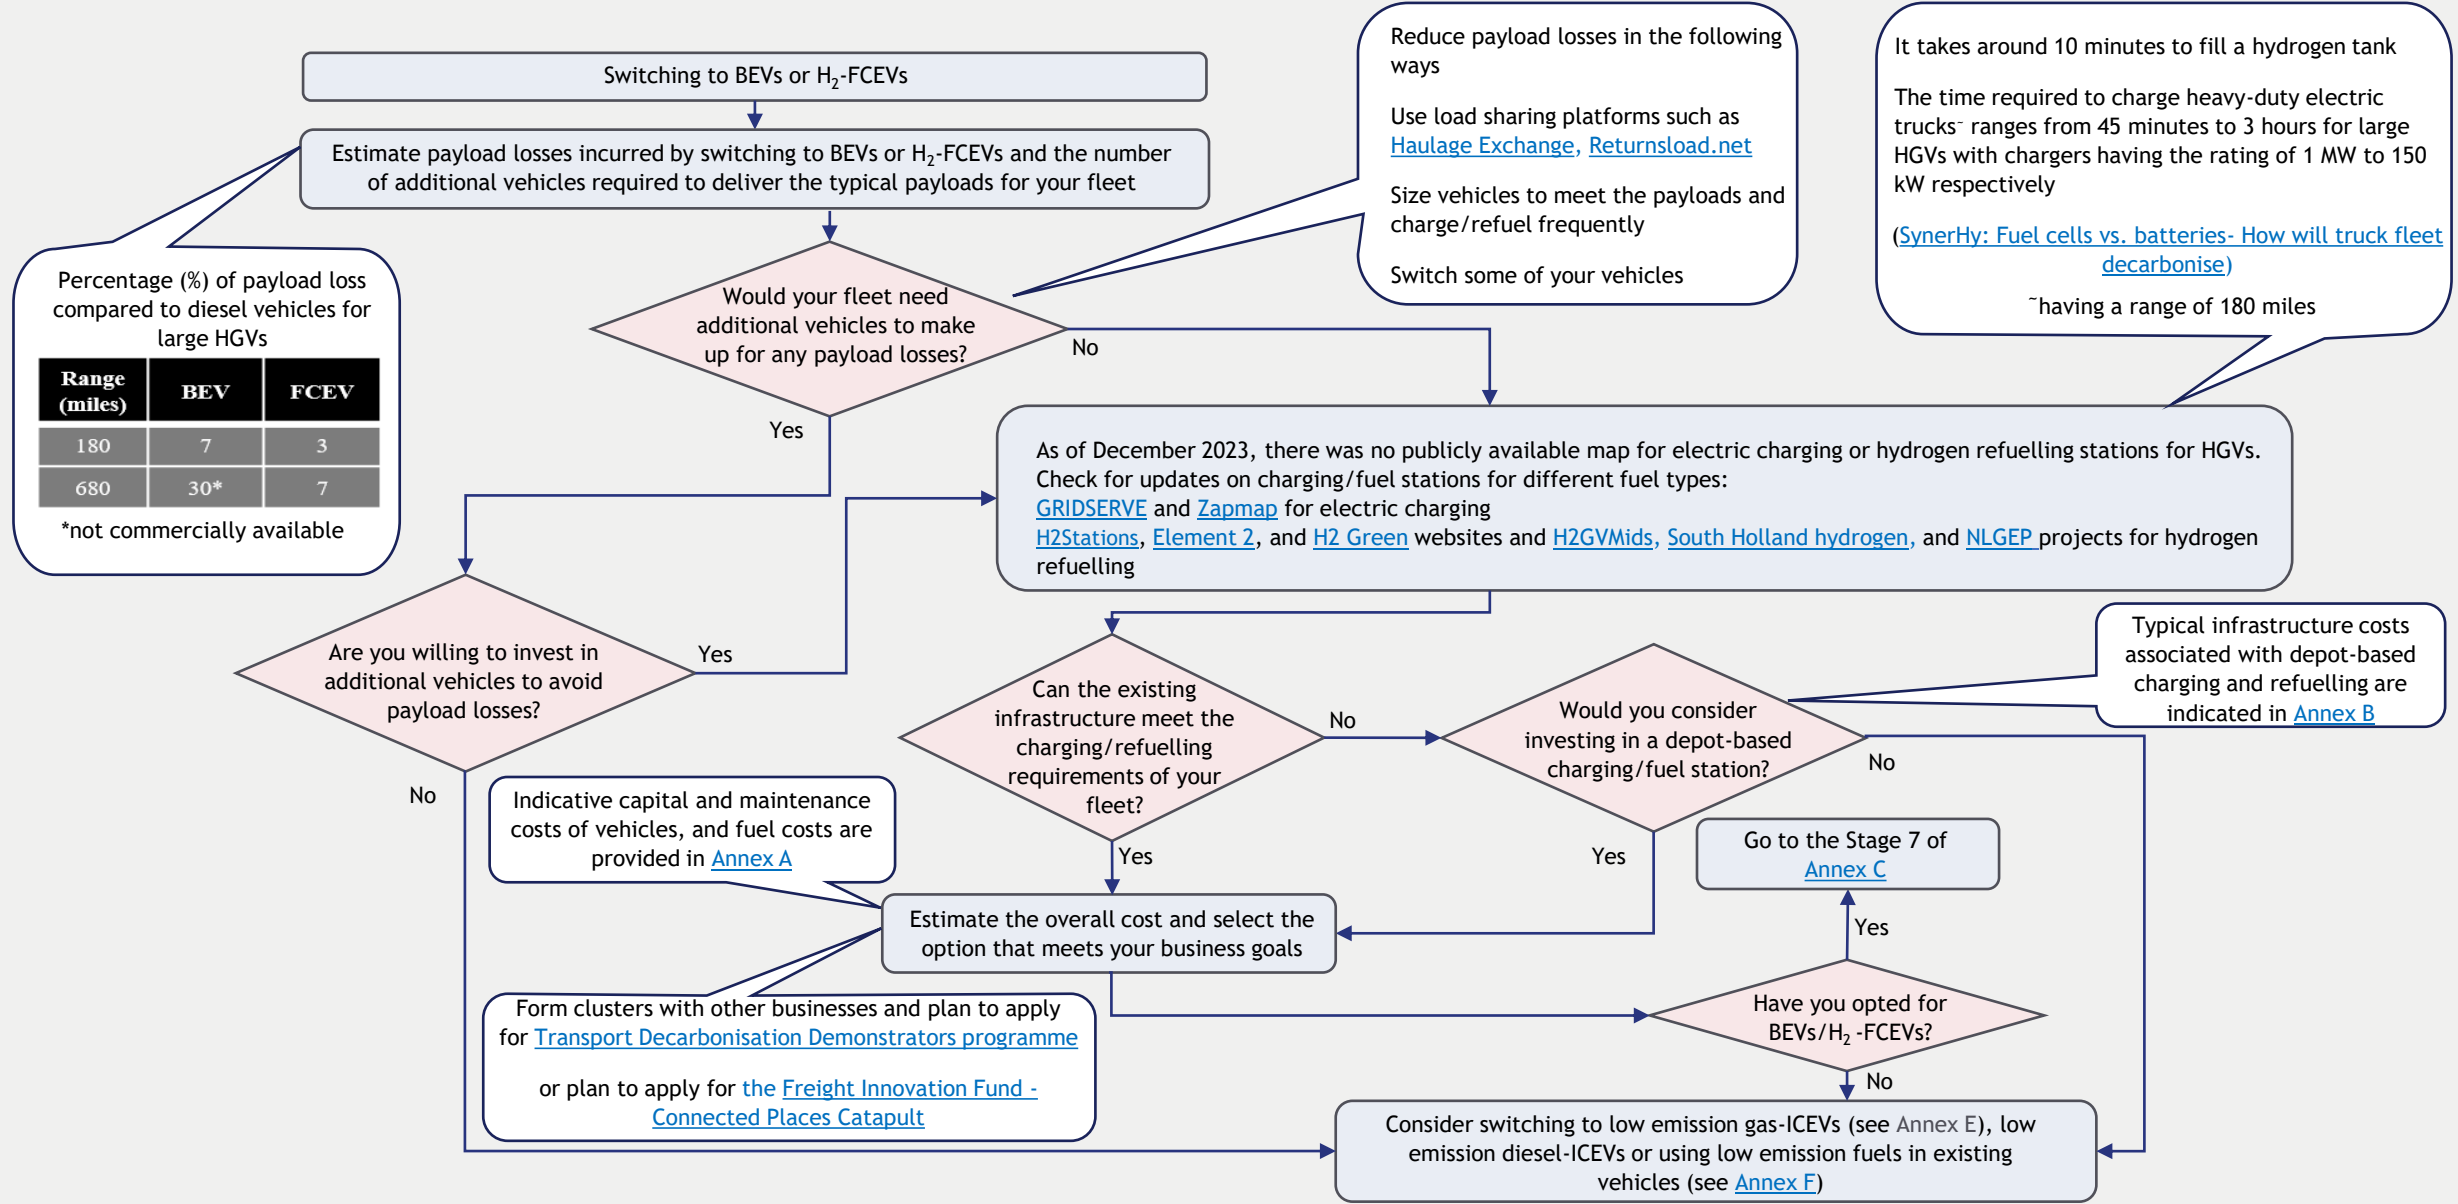 Switching to BEVs or H₂-FCEVs
Estimate payload losses incurred by switching to BEVs or H₂-FCEVs and the number
of additional vehicles required to deliver the typical payloads for your fleet
Reduce payload losses in the following
ways
Use load sharing platforms such as
Haulage Exchange, Returnsload.net
Size vehicles to meet the payloads and
charge/refuel frequently
Switch some of your vehicles
It takes around 10 minutes to fill a hydrogen tank
The time required to charge heavy-duty electric
trucks~ ranges from 45 minutes to 3 hours for large
HGVs with chargers having the rating of 1 MW to 150
kW respectively
(SynerHy: Fuel cells vs. batteries- How will truck fleet
decarbonise)
~having a range of 180 miles
Percentage (%) of payload loss
compared to diesel vehicles for
large HGVs
Range
(miles)
BEV
FCEV
180
7
3
680
30*
7
*not commercially available
Would your fleet need
additional vehicles to make
up for any payload losses?
No
Yes
As of December 2023, there was no publicly available map for electric charging or hydrogen refuelling stations for HGVs.
Check for updates on charging/fuel stations for different fuel types:
GRIDSERVE and Zapmap for electric charging
H2Stations, Element 2, and H2 Green websites and H2GVMids, South Holland hydrogen, and NLGEP projects for hydrogen
refuelling
Are you willing to invest in
additional vehicles to avoid
payload losses?
Yes
No
Can the existing
infrastructure meet the
charging/refuelling
requirements of your
fleet?
No
Yes
Would you consider
investing in a depot-based
charging/fuel station?
No
Yes
Typical infrastructure costs
associated with depot-based
charging and refuelling are
indicated in Annex B
Indicative capital and maintenance
costs of vehicles, and fuel costs are
provided in Annex A
Go to the Stage 7 of
Annex C
Estimate the overall cost and select the
option that meets your business goals
Yes
Form clusters with other businesses and plan to apply
for Transport Decarbonisation Demonstrators programme
or plan to apply for the Freight Innovation Fund -
Connected Places Catapult
Have you opted for
BEVs/H₂ -FCEVs?
No
Consider switching to low emission gas-ICEVs (see Annex E), low
emission diesel-ICEVs or using low emission fuels in existing
vehicles (see Annex F)